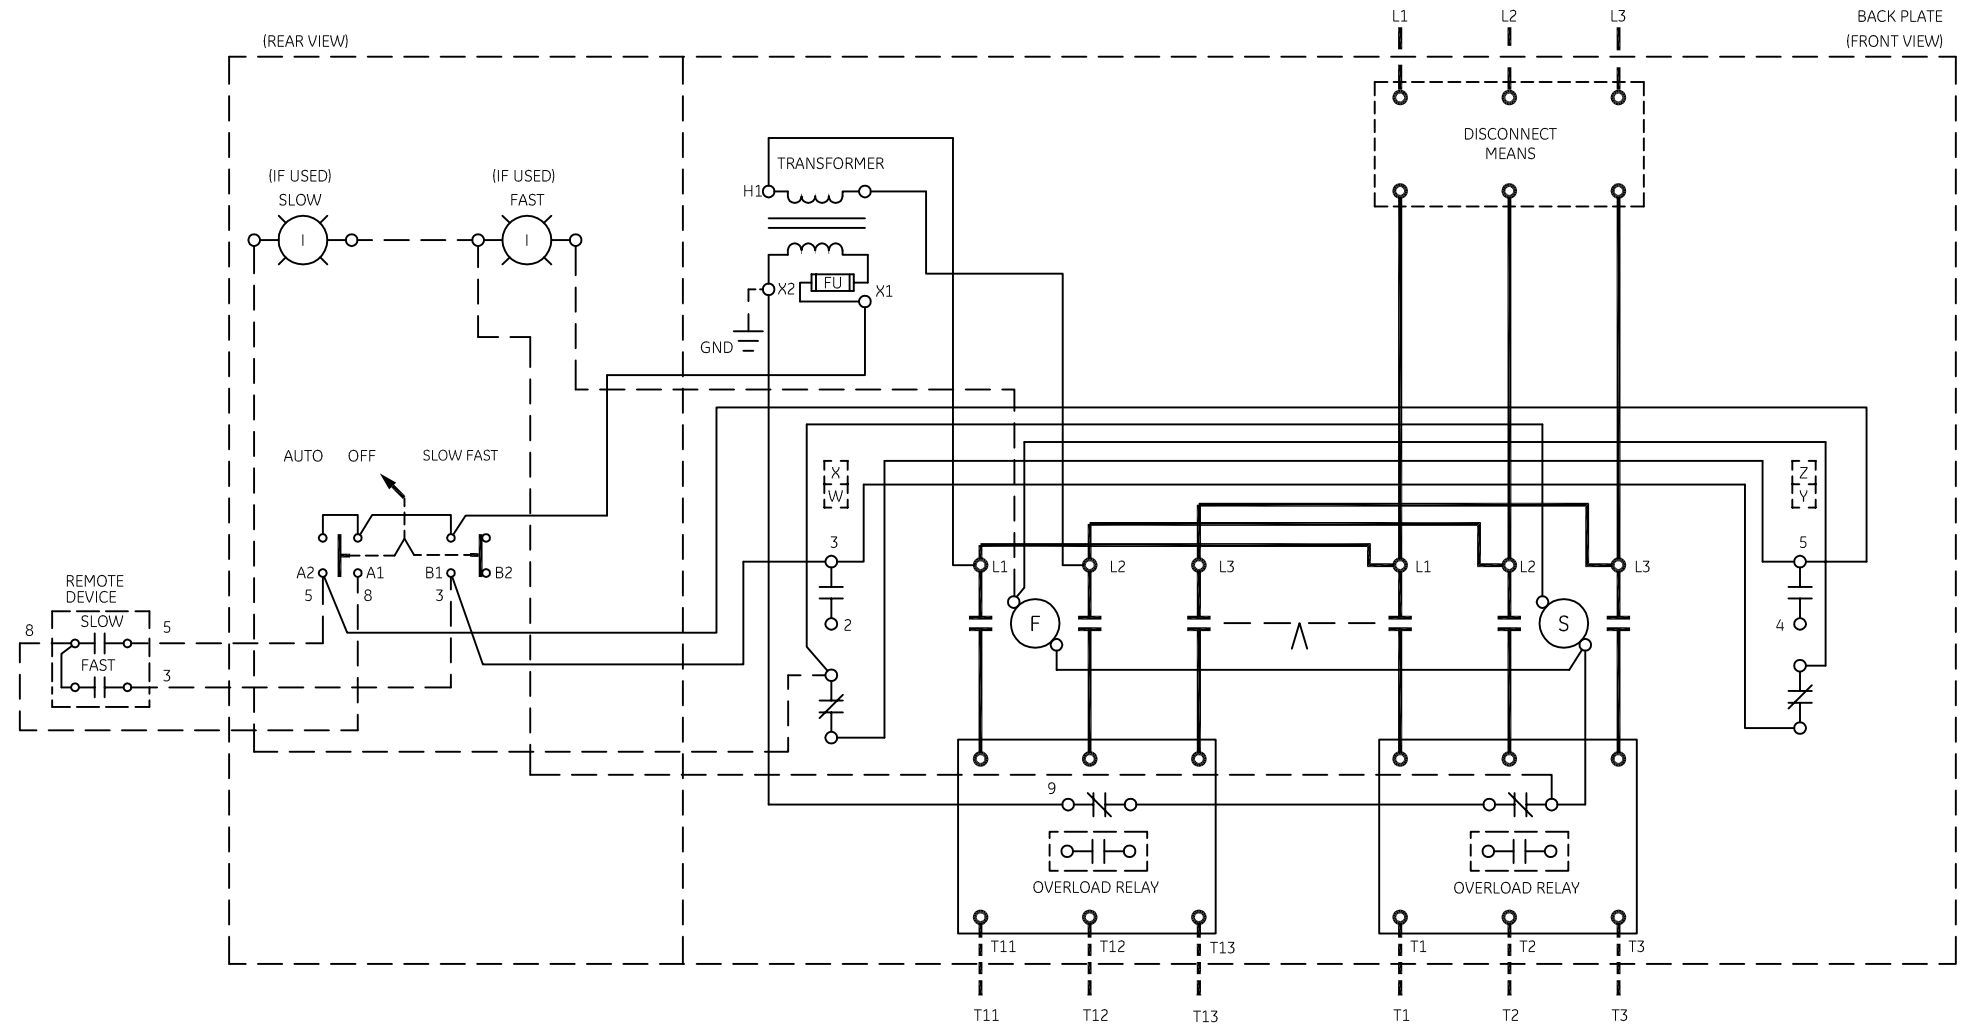 L1 L2 L3 BACK PLATE
(REAR VIEW) (FRONT VIEW)
DISCONNECT
MEANS
TRANSFORMER
(IF USED) (IF USED)
SLOW FAST
H1
I I
FU
X2 X1
GND
AUTO OFF SLOW FAST
X Z
W Y
3 5
L1 L2 L3 L1 L2 L3
A2 A1 B1 B2
REMOTE
DEVICE
5 8 3
SLOW
F S
2 4
8 5
FAST
3
9
OVERLOAD RELAY OVERLOAD RELAY
T11 T12 T13 T1 T2 T3
T11 T12 T13 T1 T2 T3